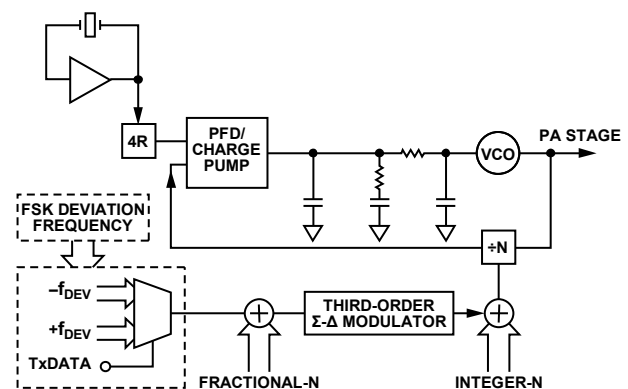 4R
PFD/
CHARGE
PUMP
VCO
PA STAGE
FSK DEVIATION
FREQUENCY
÷N
–fDEV
+fDEV
TxDATA
THIRD-ORDER
Σ-Δ MODULATOR
FRACTIONAL-N
INTEGER-N